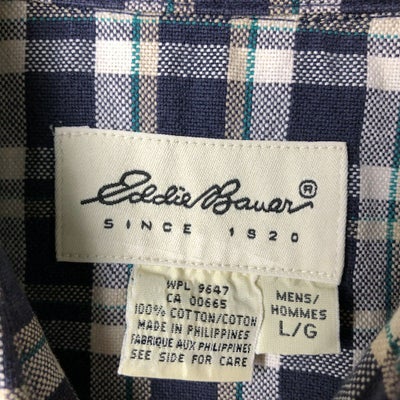 Eddie Bauer®
SINCE 1920
WPL 9647
CA 00665
100% COTTON/COTON
MADE IN PHILIPPINES
FABRIQUE AUX PHILIPPINES
SEE SIDE FOR CARE
MENS/
HOMMES
L/G